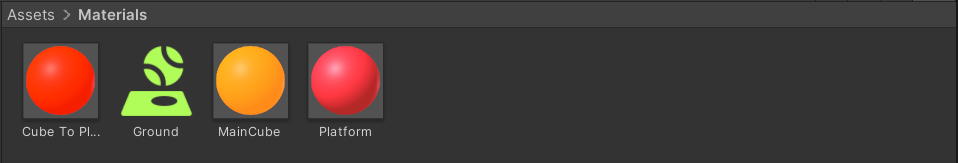 Assets > Materials
Cube To Pl...
Ground
MainCube
Platform